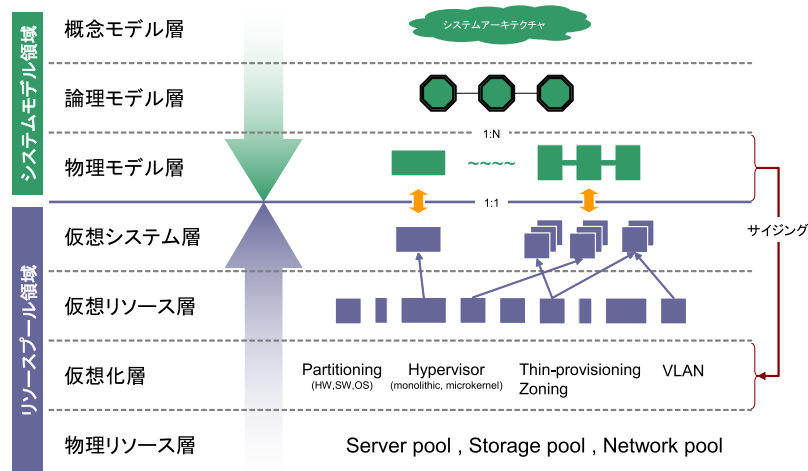 システムモデル領域
概念モデル層
システムアーキテクチャ
論理モデル層
1:N
物理モデル層
~~~~
1:1
サイジング
リソースプール領域
仮想システム層
仮想リソース層
仮想化層
Partitioning
(HW,SW,OS)
Hypervisor
(monolithic, microkernel)
Thin-provisioning
Zoning
VLAN
物理リソース層
Server pool , Storage pool , Network pool